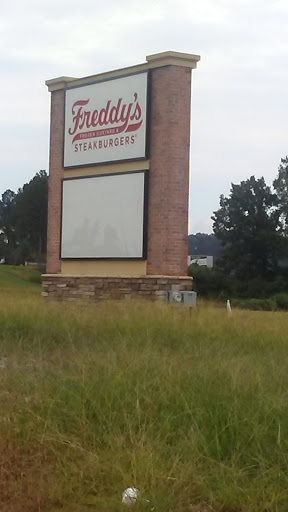 Freddy's
FROZEN CUSTARD &
STEAKBURGERS